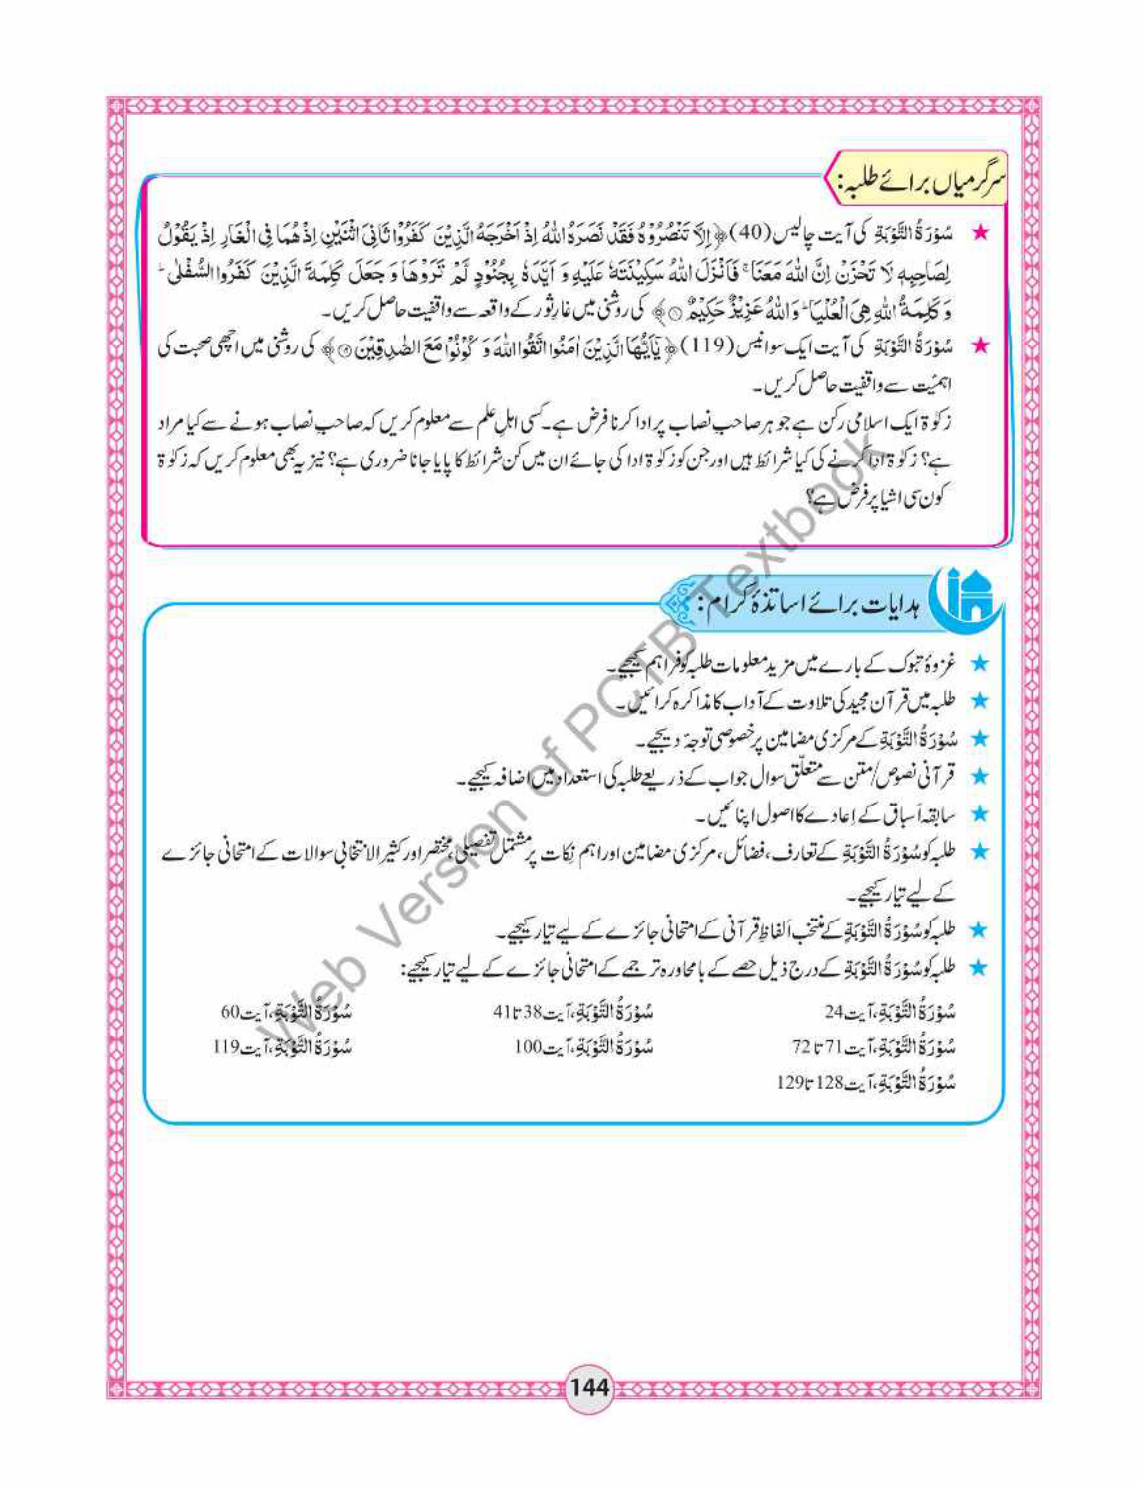 سرگرمیاں برائے طلبہ:
★ سُوْرَۃُ التَّوْبَۃِ کی آیت چالیس (40) ﴿ اِلَّا تَنْصُرُوْهُ فَقَدْ نَصَرَهُ اللّٰهُ اِذْ اَخْرَجَهُ الَّذِیْنَ كَفَرُوْا ثَانِیَ اثْنَیْنِ اِذْ هُمَا فِی الْغَارِ اِذْ یَقُوْلُ
لِصَاحِبِهٖ لَا تَحْزَنْ اِنَّ اللّٰهَ مَعَنَا ۚ فَاَنْزَلَ اللّٰهُ سَكِیْنَتَهٗ عَلَیْهِ وَ اَیَّدَهٗ بِجُنُوْدٍ لَّمْ تَرَوْهَا وَ جَعَلَ كَلِمَةَ الَّذِیْنَ كَفَرُوا السُّفْلٰی ؕ
وَ كَلِمَةُ اللّٰهِ هِیَ الْعُلْیَا ؕ وَ اللّٰهُ عَزِیْزٌ حَكِیْمٌ ۝۴۰ ﴾ کی روشنی میں غارِ ثور کے واقعہ سے واقفیت حاصل کریں۔
★ سُوْرَۃُ التَّوْبَۃِ کی آیت ایک سو انیس (119) ﴿ یٰۤاَیُّهَا الَّذِیْنَ اٰمَنُوا اتَّقُوا اللّٰهَ وَ كُوْنُوْا مَعَ الصّٰدِقِیْنَ ۝۱۱۹ ﴾ کی روشنی میں اچھی صحبت کی
اہمیّت سے واقفیت حاصل کریں۔
زکوٰۃ ایک اسلامی رکن ہے جو ہر صاحبِ نصاب پر ادا کرنا فرض ہے۔ کسی اہلِ علم سے معلوم کریں کہ صاحبِ نصاب ہونے سے کیا مراد
ہے؟ زکوٰۃ ادا کرنے کی کیا شرائط ہیں اور جن کو زکوٰۃ ادا کی جائے ان میں کن شرائط کا پایا جانا ضروری ہے؟ نیز یہ بھی معلوم کریں کہ زکوٰۃ
کون سی اشیا پر فرض ہے؟
ہدایات برائے اساتذۂ کرام:
★ غزوۂ تبوک کے بارے میں مزید معلومات طلبہ کو فراہم کیجیے۔
★ طلبہ میں قرآن مجید کی تلاوت کے آداب کا مذاکرہ کرائیں۔
★ سُوْرَۃُ التَّوْبَۃِ کے مرکزی مضامین پر خصوصی توجہ دیجیے۔
★ قرآنی نصوص/متن سے متعلّق سوال جواب کے ذریعے طلبہ کی استعداد میں اضافہ کیجیے۔
★ سابقہ اَسباق کے اِعادے کا اصول اپنائیں۔
★ طلبہ کو سُوْرَۃُ التَّوْبَۃِ کے تعارف، فضائل، مرکزی مضامین اور اہم نِکات پر مشتمل تفصیلی، مختصر اور کثیر الانتخابی سوالات کے امتحانی جائزے
کے لیے تیار کیجیے۔
★ طلبہ کو سُوْرَۃُ التَّوْبَۃِ کے منتخب اَلفاظِ قرآنی کے امتحانی جائزے کے لیے تیار کیجیے۔
★ طلبہ کو سُوْرَۃُ التَّوْبَۃِ کے درج ذیل حصے کے بامحاورہ ترجمے کے امتحانی جائزے کے لیے تیار کیجیے:
سُوْرَۃُ التَّوْبَۃِ، آیت 24 سُوْرَۃُ التَّوْبَۃِ، آیت 38 تا 41 سُوْرَۃُ التَّوْبَۃِ، آیت 60
سُوْرَۃُ التَّوْبَۃِ، آیت 71 تا 72 سُوْرَۃُ التَّوْبَۃِ، آیت 100 سُوْرَۃُ التَّوْبَۃِ، آیت 119
سُوْرَۃُ التَّوْبَۃِ، آیت 128 تا 129
Web Version of PCTB Textbook
144